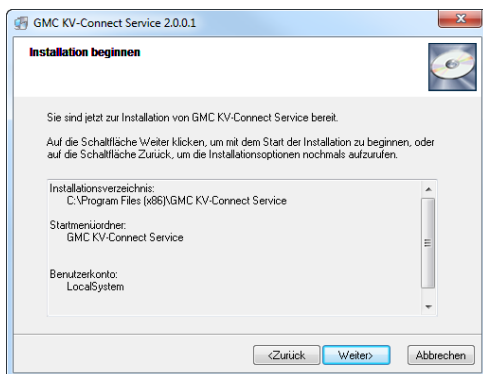 GMC KV-Connect Service 2.0.0.1
Installation beginnen
Sie sind jetzt zur Installation von GMC KV-Connect Service bereit.
Auf die Schaltfläche Weiter klicken, um mit dem Start der Installation zu beginnen, oder
auf die Schaltfläche Zurück, um die Installationsoptionen nochmals aufzurufen.
Installationsverzeichnis:
C:\Program Files (x86)\GMC KV-Connect Service
Startmenüordner:
GMC KV-Connect Service
Benutzerkonto:
LocalSystem
<Zurück Weiter> Abbrechen